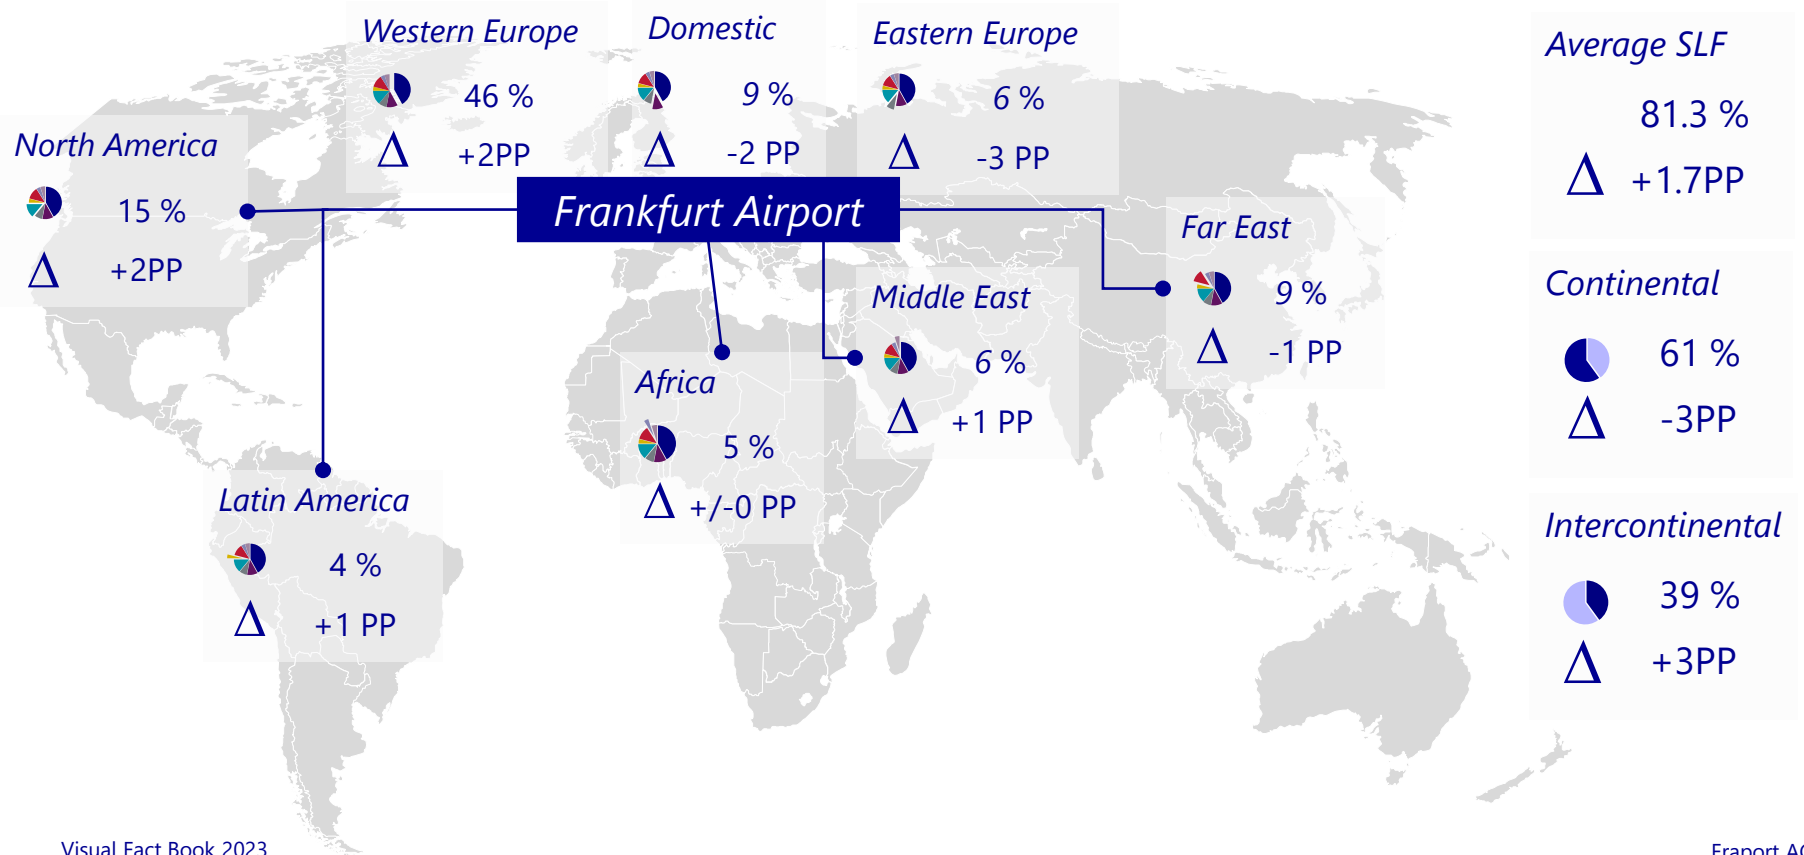 Western Europe
46 %
Δ +2PP
Domestic
9 %
Δ -2 PP
Eastern Europe
6 %
Δ -3 PP
Average SLF
81.3 %
Δ +1.7PP
North America
15 %
Δ +2PP
Frankfurt Airport
Far East
9 %
Δ -1 PP
Middle East
6 %
Δ +1 PP
Continental
61 %
Δ -3PP
Africa
5 %
Δ +/-0 PP
Latin America
4 %
Δ +1 PP
Intercontinental
39 %
Δ +3PP
Visual Fact Book 2023
Fraport AG